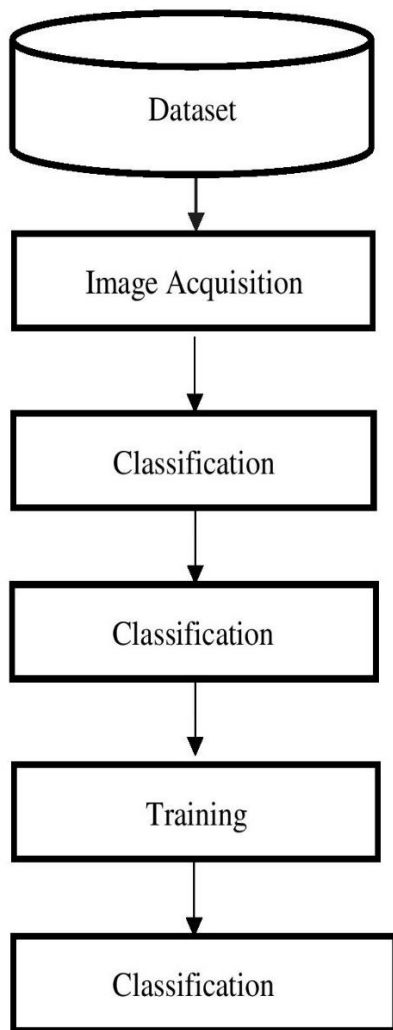 Dataset
Image Acquisition
Classification
Classification
Training
Classification